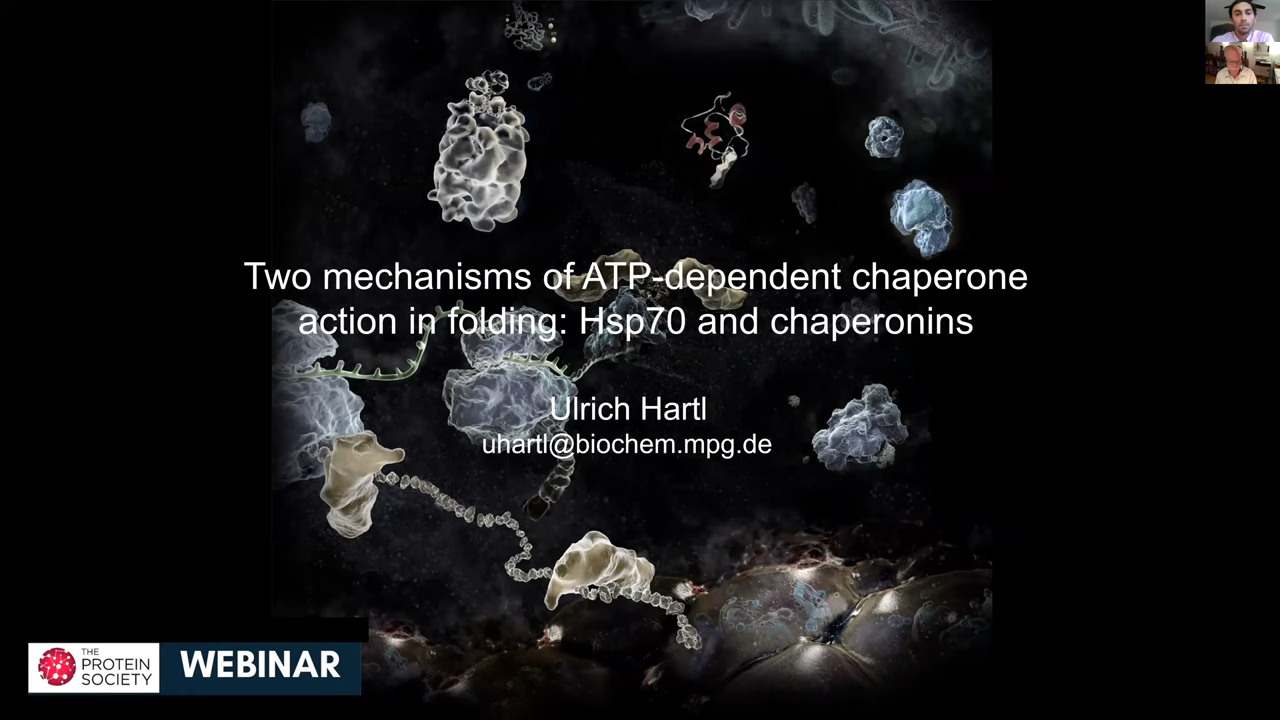 Two mechanisms of ATP-dependent chaperone
action in folding: Hsp70 and chaperonins
Ulrich Hartl
uhartl@biochem.mpg.de
THE
PROTEIN
SOCIETY
WEBINAR